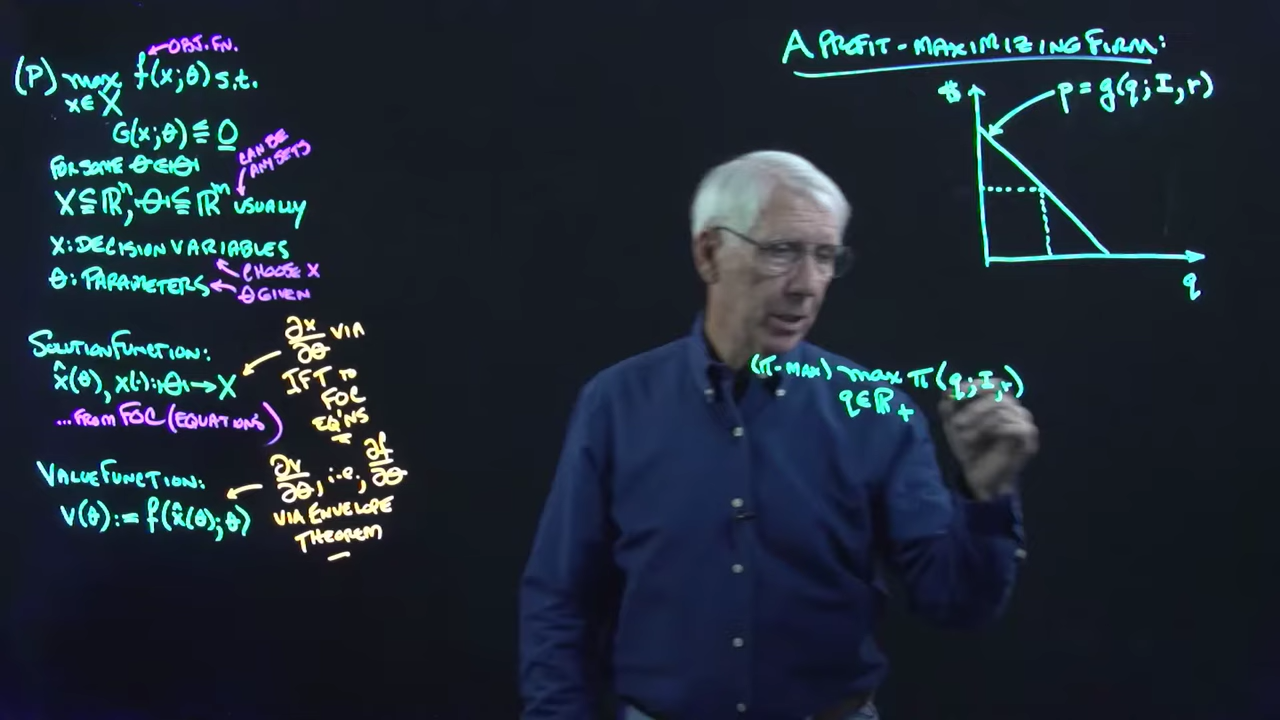 OBJ. FN.
(P) max f(x;θ) s.t.
x∈X
G(x;θ) ≦ 0
FOR SOME θ∈Θ
CAN BE
ANY SETS
X⊆ℝⁿ, Θ⊆ℝᵐ USUALLY
X: DECISION VARIABLES
CHOOSE X
θ: PARAMETERS
θ GIVEN
SOLUTION FUNCTION:
x̂(θ), x(·): Θ → X
... FROM FOC (EQUATIONS)
∂x/∂θ VIA
IFT TO
FOC
EQ'NS
VALUE FUNCTION:
V(θ) := f(x̂(θ);θ)
∂v/∂θ, i.e., ∂f/∂θ
VIA ENVELOPE
THEOREM
A PROFIT-MAXIMIZING FIRM:
$
p = g(q; I, r)
q
(π-MAX) max π(q; I, r)
q∈ℝ₊